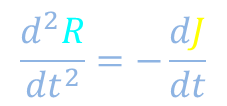 d²R/dt² = − dJ/dt